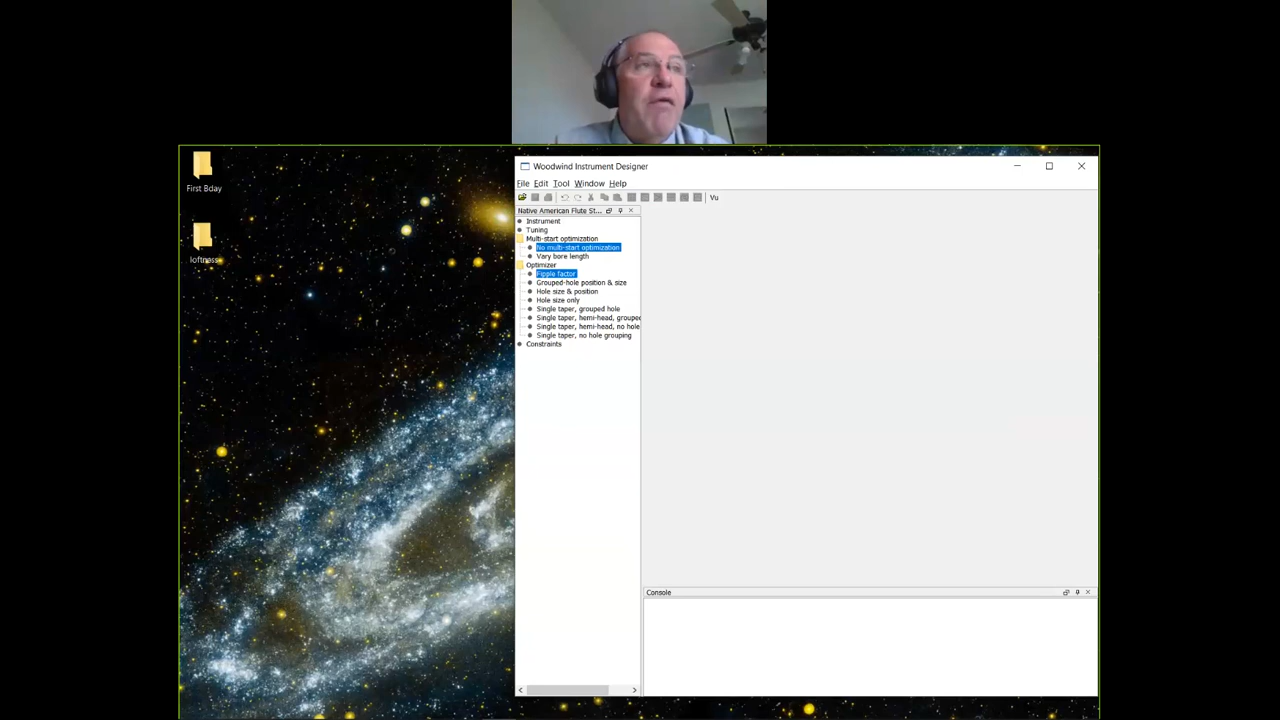 First Bday
loftness
Woodwind Instrument Designer
File Edit Tool Window Help
Vu
Native American Flute St...
Instrument
Tuning
Multi-start optimization
No multi-start optimization
Vary bore length
Optimizer
Fipple factor
Grouped-hole position & size
Hole size & position
Hole size only
Single taper, grouped hole
Single taper, hemi-head, grouped
Single taper, hemi-head, no hole
Single taper, no hole grouping
Constraints
Console